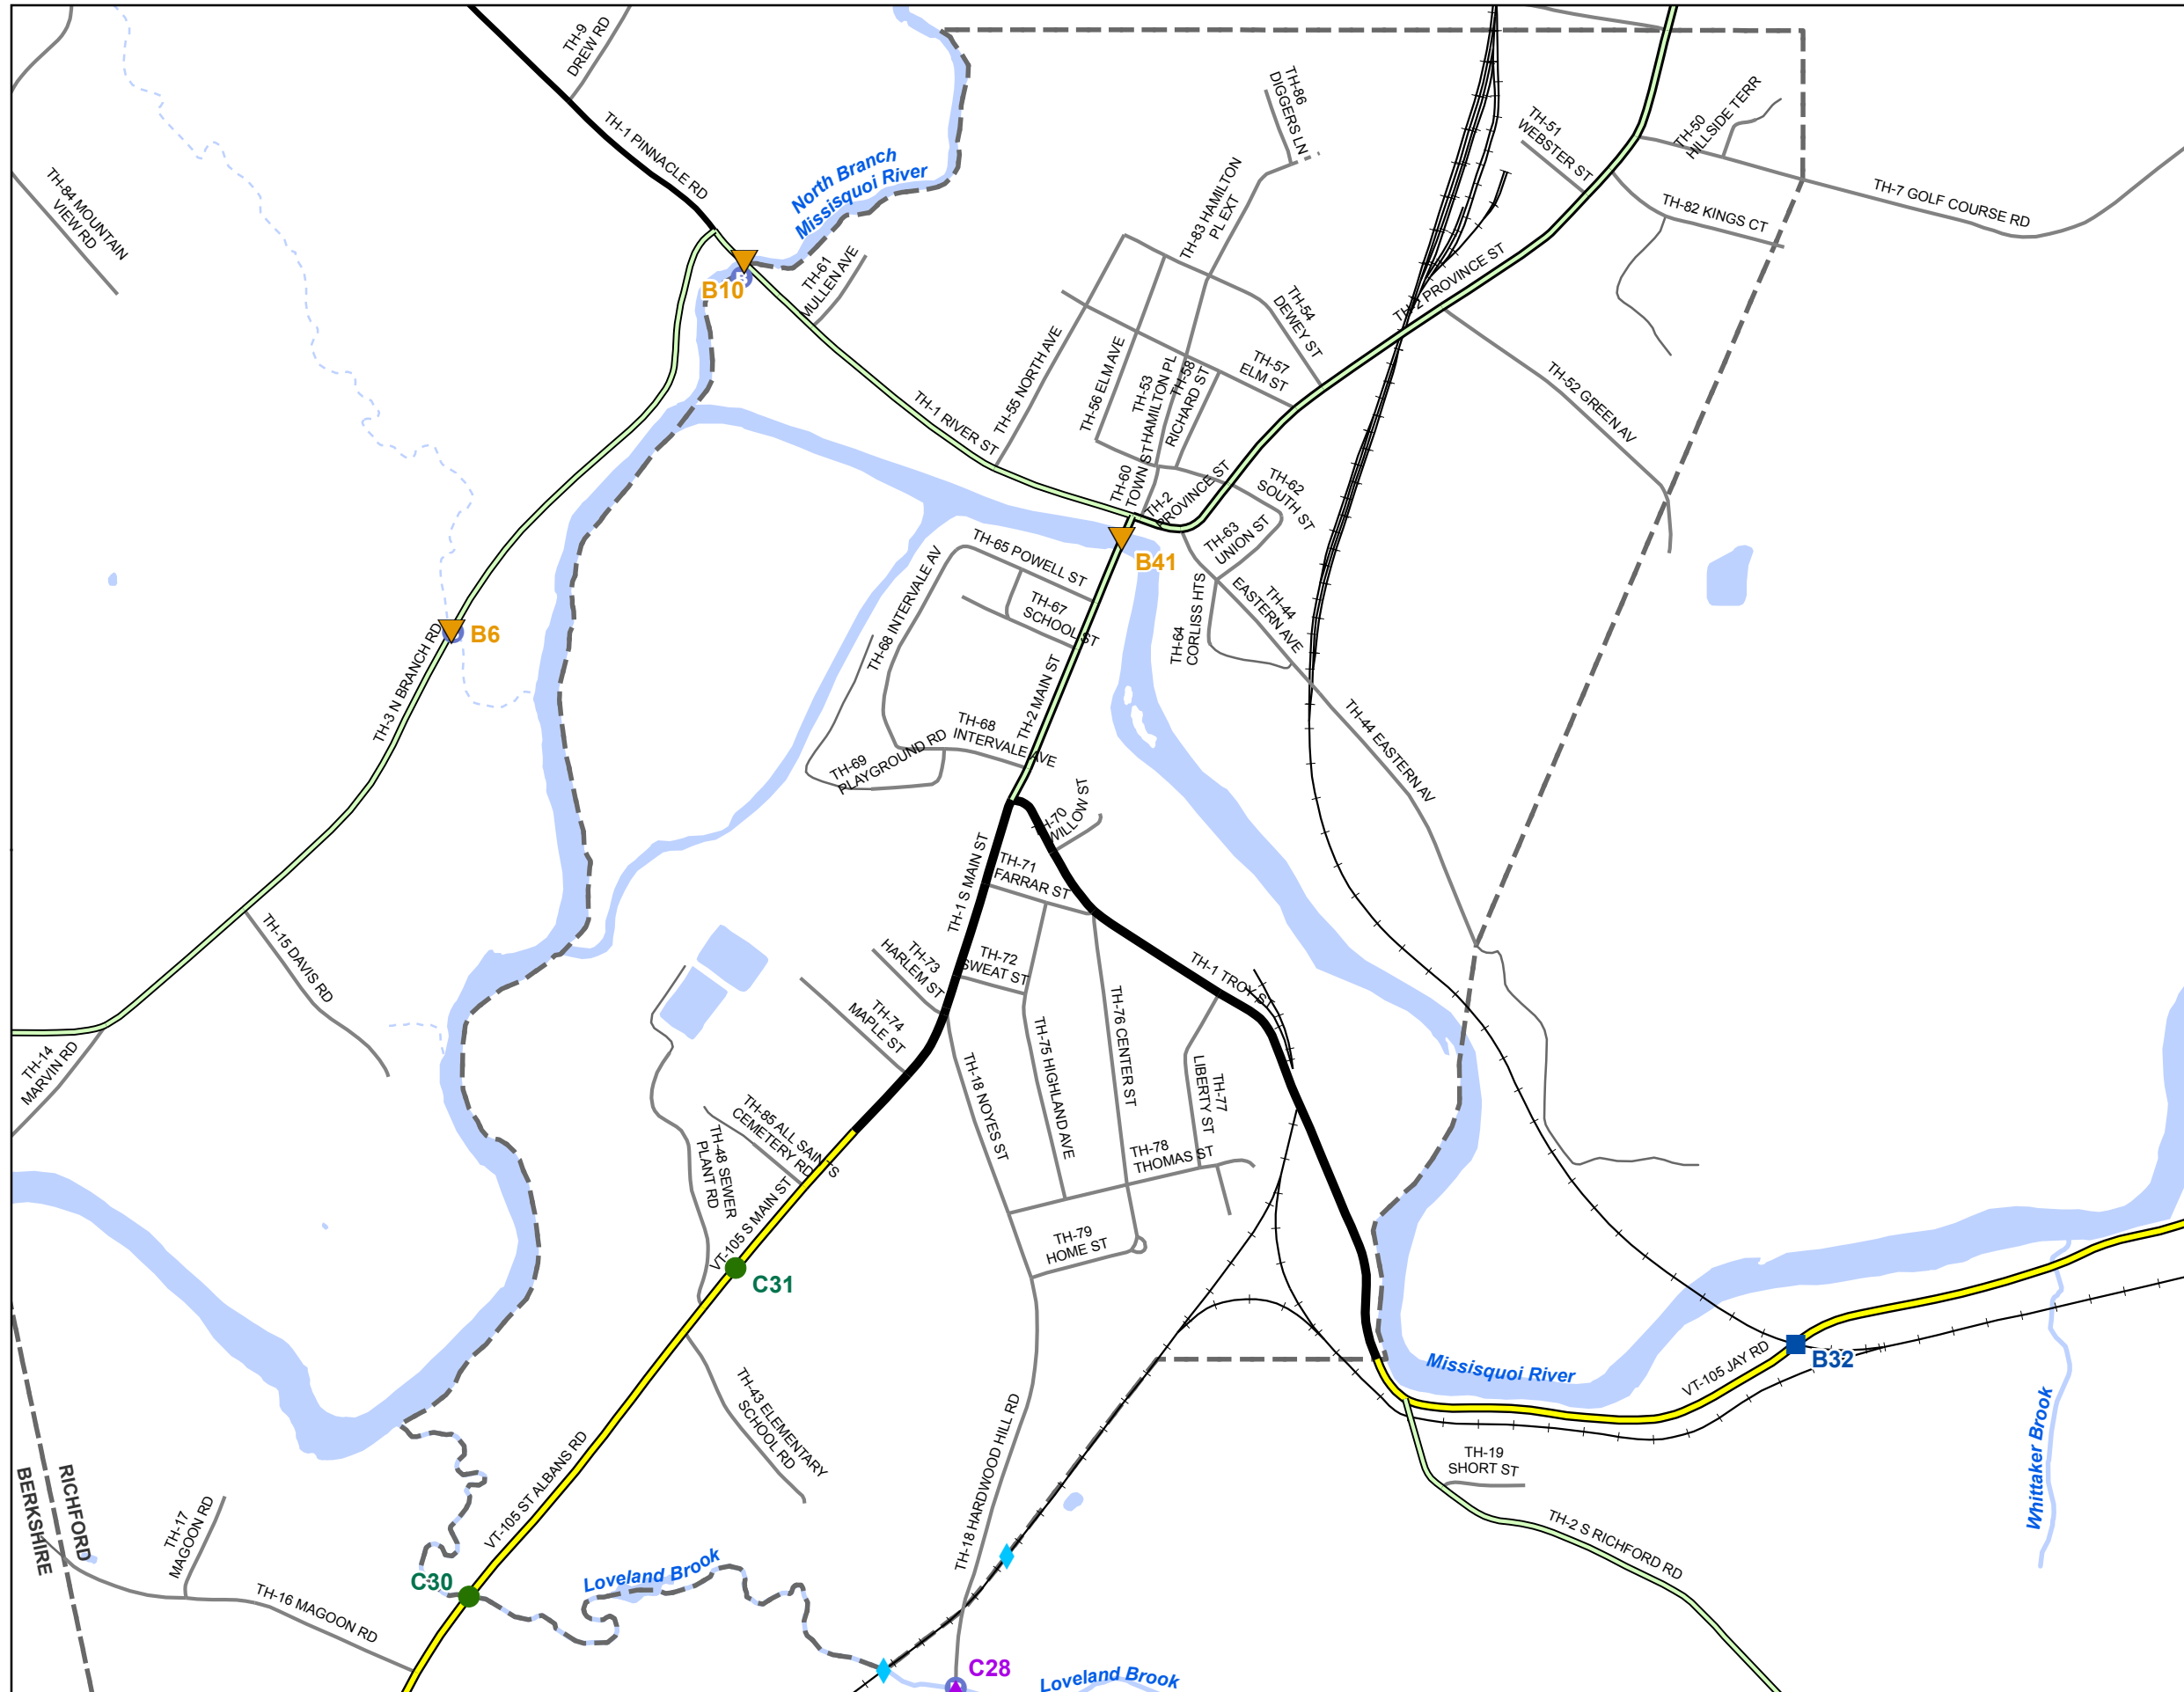 TH-9
DREW RD
TH-86
DIGGERS LN
TH-50
HILLSIDE TERR
TH-51
WEBSTER ST
TH-1 PINNACLE RD
North Branch
Missisquoi River
TH-84 MOUNTAIN
VIEW RD
TH-7 GOLF COURSE RD
TH-82 KINGS CT
TH-83 HAMILTON
PL EXT
TH-2 PROVINCE ST
TH-61
MULLEN AVE
B10
TH-54
DEWEY ST
TH-55 NORTH AVE
TH-56 ELM AVE
TH-53
HAMILTON PL
TH-58
RICHARD ST
TH-57
ELM ST
TH-52 GREEN AV
TH-1 RIVER ST
TH-60
TOWN ST
TH-2
PROVINCE ST
TH-62
SOUTH ST
TH-63
UNION ST
B41
TH-65 POWELL ST
TH-68 INTERVALE AV
TH-67
SCHOOL ST
TH-64
CORLISS HTS
TH-44
EASTERN AVE
B6
TH-3 N BRANCH RD
TH-2 MAIN ST
TH-68
INTERVALE AVE
TH-69
PLAYGROUND RD
TH-44 EASTERN AV
TH-70
WILLOW ST
TH-1 S MAIN ST
TH-71
FARRAR ST
TH-15 DAVIS RD
TH-73
HARLEM ST
TH-72
SWEAT ST
TH-1 TROY ST
TH-74
MAPLE ST
TH-14
MARVIN RD
TH-76 CENTER ST
TH-75 HIGHLAND AVE
TH-18 NOYES ST
TH-77
LIBERTY ST
TH-85 ALL SAINTS
CEMETERY RD
TH-48 SEWER
PLANT RD
TH-78
THOMAS ST
VT-105 S MAIN ST
TH-79
HOME ST
C31
Missisquoi River
VT-105 JAY RD
B32
TH-43 ELEMENTARY
SCHOOL RD
TH-18 HARDWOOD HILL RD
Whittaker Brook
VT-105 ST ALBANS RD
TH-19
SHORT ST
RICHFORD
BERKSHIRE
TH-17
MAGOON RD
TH-2 S RICHFORD RD
C30
Loveland Brook
TH-16 MAGOON RD
C28
Loveland Brook